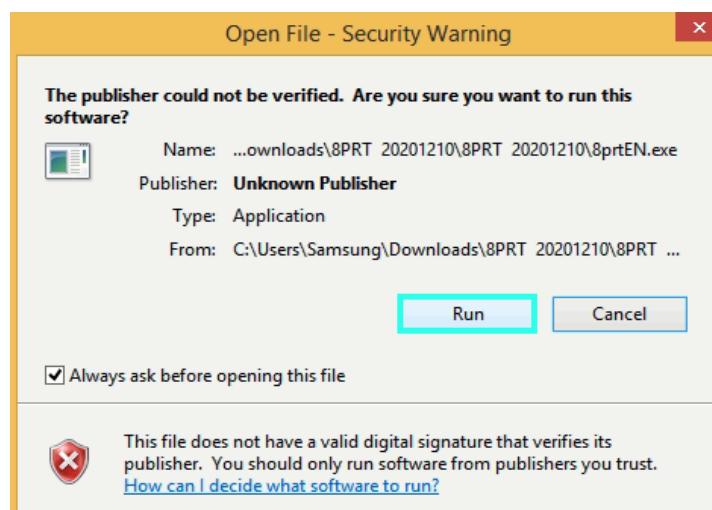 Open File - Security Warning
The publisher could not be verified. Are you sure you want to run this
software?
Name: ...ownloads\8PRT 20201210\8PRT 20201210\8prtEN.exe
Publisher: Unknown Publisher
Type: Application
From: C:\Users\Samsung\Downloads\8PRT 20201210\8PRT ...
Run Cancel
Always ask before opening this file
This file does not have a valid digital signature that verifies its
publisher. You should only run software from publishers you trust.
How can I decide what software to run?